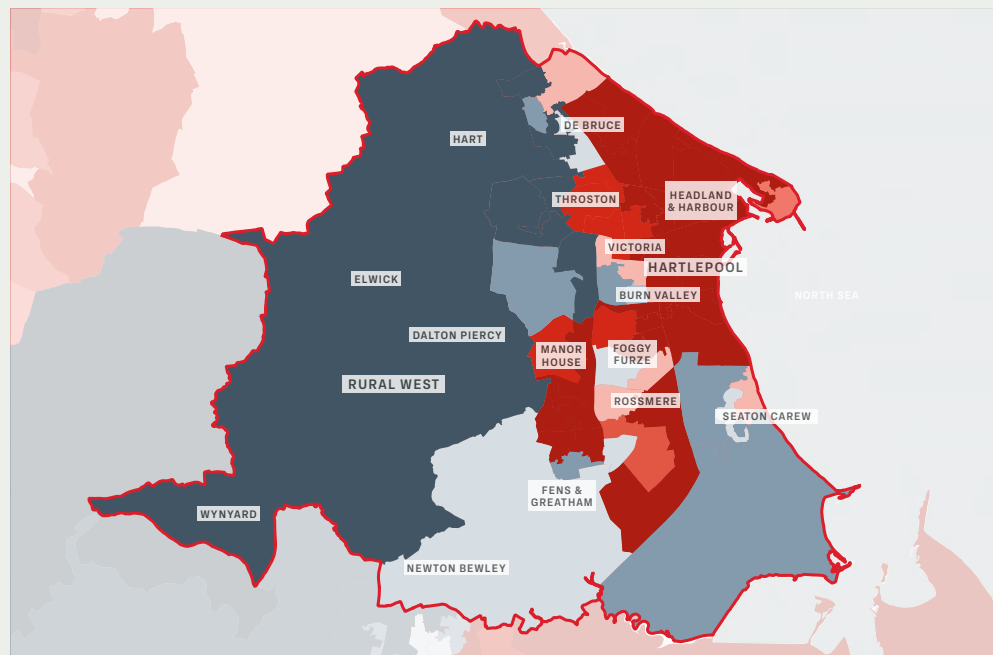 DE BRUCE
HART
THROSTON
HEADLAND
& HARBOUR
VICTORIA
HARTLEPOOL
ELWICK
BURN VALLEY
NORTH SEA
DALTON PIERCY
MANOR
HOUSE
FOGGY
FURZE
RURAL WEST
ROSSMERE
SEATON CAREW
FENS &
GREATHAM
WYNYARD
NEWTON BEWLEY